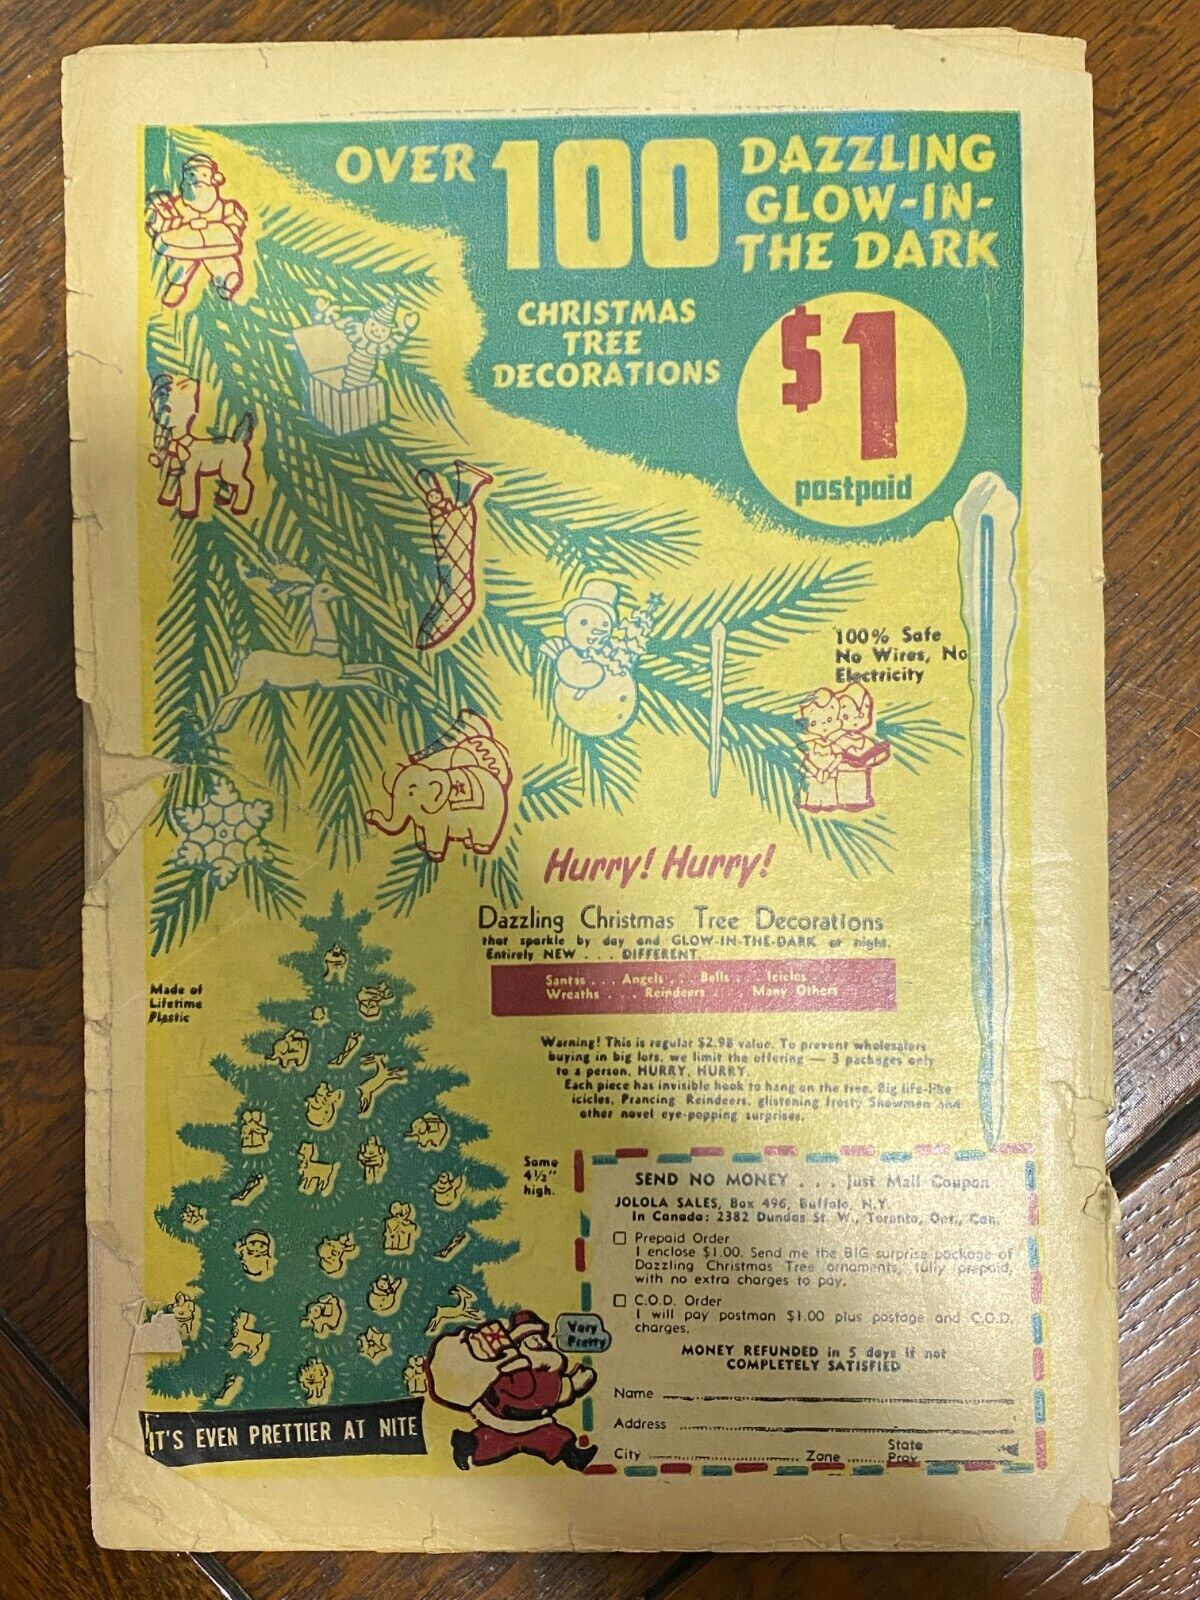 OVER 100 DAZZLING
GLOW-IN-
THE DARK
CHRISTMAS
TREE
DECORATIONS
$1
postpaid
100% Safe
No Wires, No
Electricity
Hurry! Hurry!
Dazzling Christmas Tree Decorations
that sparkle by day and GLOW-IN-THE-DARK at night.
Entirely NEW . . . DIFFERENT.
Santas . . . Angels . . Bells . . Icicles .
Wreaths . . . Reindeers . . Many Others
Made of
Lifetime
Plastic
Warning! This is regular $2.98 value. To prevent wholesalers
buying in big lots, we limit the offering — 3 packages only
to a person. HURRY, HURRY.
Each piece has invisible hook to hang on the tree. Big life-like
icicles, Prancing Reindeers, glistening frosty Snowmen and
other novel eye-popping surprises.
Some
4½"
high.
SEND NO MONEY . . . Just Mail Coupon
JOLOLA SALES, Box 496, Buffalo, N.Y.
In Canada: 2382 Dundas St. W., Toronto, Ont., Can.
Prepaid Order
I enclose $1.00. Send me the BIG surprise package of
Dazzling Christmas Tree ornaments, fully prepaid,
with no extra charges to pay.
C.O.D. Order
I will pay postman $1.00 plus postage and C.O.D.
charges.
MONEY REFUNDED in 5 days if not
COMPLETELY SATISFIED
Very
Pretty
Name
Address
City Zone State
Prov.
IT'S EVEN PRETTIER AT NITE